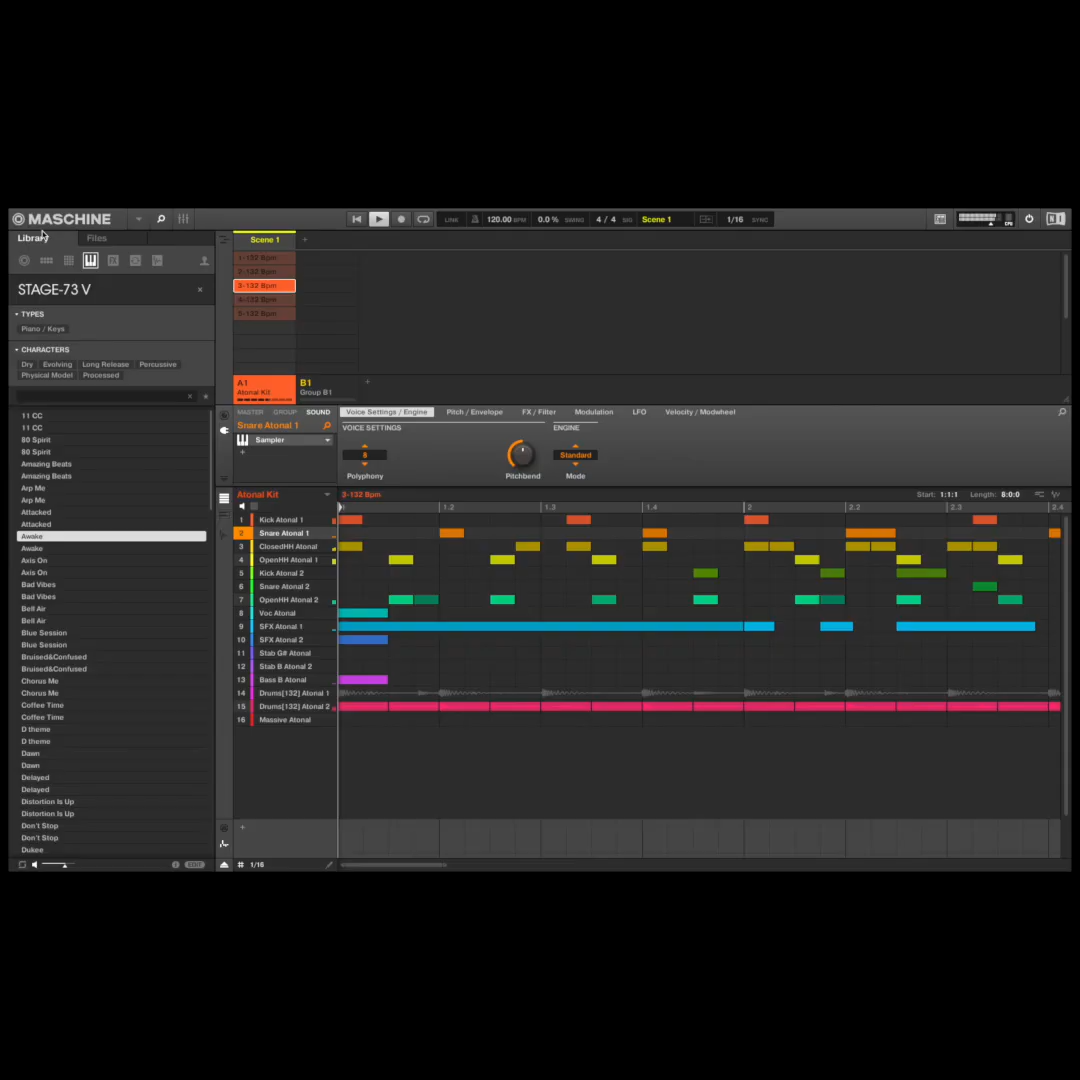 MASCHINE
LINK 120.00 BPM 0.0 % SWING 4 / 4 SIG Scene 1 1/16 SYNC
Library Files
STAGE-73 V
TYPES
Piano / Keys
CHARACTERS
Dry Evolving Long Release Percussive
Physical Model Processed
11 CC
11 CC
80 Spirit
80 Spirit
Amazing Beats
Amazing Beats
Arp Me
Arp Me
Attacked
Attacked
Awake
Awake
Axis On
Axis On
Bad Vibes
Bad Vibes
Bell Air
Bell Air
Blue Session
Blue Session
Bruised&Confused
Bruised&Confused
Chorus Me
Chorus Me
Coffee Time
Coffee Time
D theme
D theme
Dawn
Dawn
Delayed
Delayed
Distortion Is Up
Distortion Is Up
Don't Stop
Don't Stop
Dukee
EDIT
Scene 1 +
1-132 Bpm
2-132 Bpm
3-132 Bpm
4-132 Bpm
5-132 Bpm
A1 B1 +
Atonal Kit Group B1
MASTER GROUP SOUND
Snare Atonal 1
Sampler
+
Voice Settings / Engine Pitch / Envelope FX / Filter Modulation LFO Velocity / Modwheel
VOICE SETTINGS ENGINE
8 Standard
Polyphony Pitchbend Mode
Atonal Kit 3-132 Bpm Start: 1:1:1 Length: 8:0:0
1.2 1.3 1.4 2 2.2 2.3 2.4
1 Kick Atonal 1
2 Snare Atonal 1
3 ClosedHH Atonal
4 OpenHH Atonal 1
5 Kick Atonal 2
6 Snare Atonal 2
7 OpenHH Atonal 2
8 Voc Atonal
9 SFX Atonal 1
10 SFX Atonal 2
11 Stab G# Atonal
12 Stab B Atonal 2
13 Bass B Atonal
14 Drums[132] Atonal 1
15 Drums[132] Atonal 2
16 Massive Atonal
+
1/16